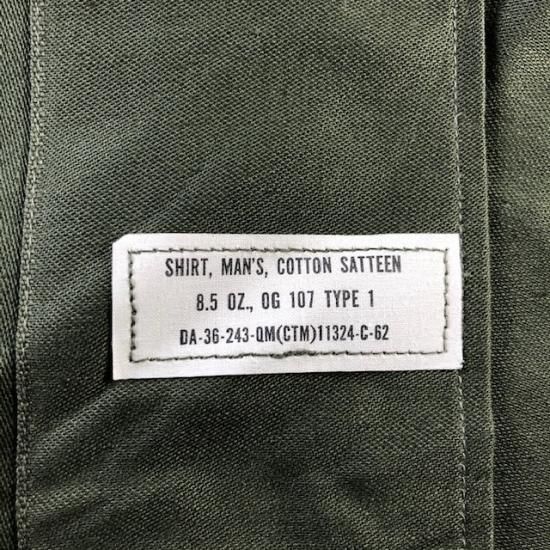 SHIRT, MAN'S, COTTON SATTEEN
8.5 OZ., OG 107 TYPE 1
DA-36-243-QM(CTM)11324-C-62